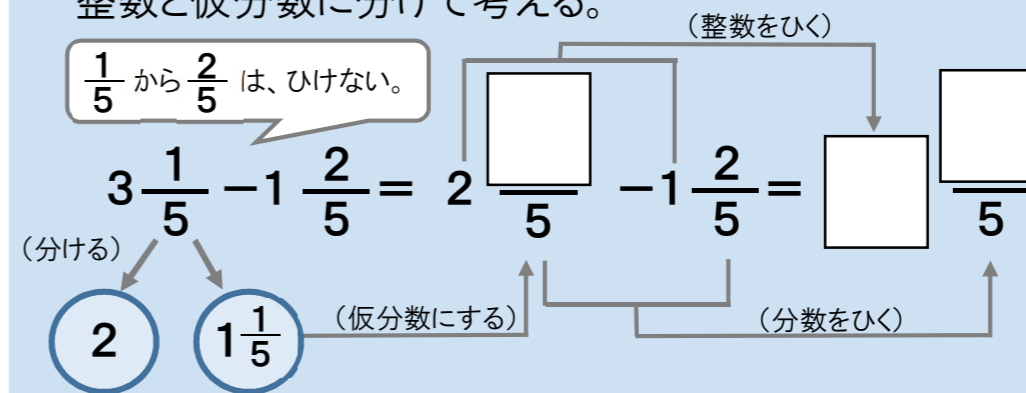 整数と仮分数に分けて考える。
(整数をひく)
1/5 から 2/5 は、ひけない。
3 1/5 −1 2/5 = 2 □/5 −1 2/5 = □ □/5
(分ける)
2
1 1/5
(仮分数にする)
(分数をひく)